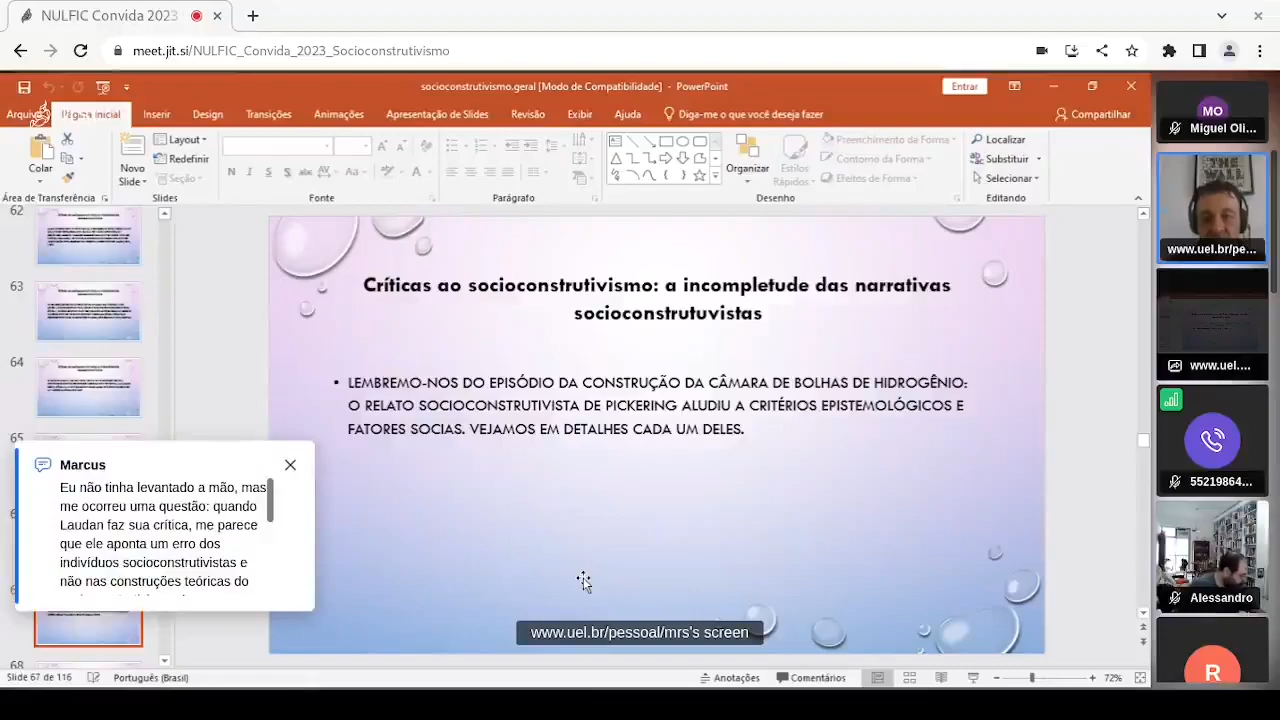 NULFIC Convida 2023
meet.jit.si/NULFIC_Convida_2023_Socioconstrutivismo
socioconstrutivismo.geral [Modo de Compatibilidade] - PowerPoint
Entrar
Página inicial Inserir Design Transições Animações Apresentação de Slides Revisão Exibir Ajuda Diga-me o que você deseja fazer Compartilhar
Colar
Novo
Slide
Layout
Redefinir
Seção
N I S S abc AV Aa A
Organizar
Estilos
Rápidos
Preenchimento da Forma
Contorno da Forma
Efeitos de Forma
Localizar
Substituir
Selecionar
Área de Transferência Slides Fonte Parágrafo Desenho Editando
62
63
64
65
68
Críticas ao socioconstrutivismo: a incompletude das narrativas
socioconstrutuvistas
• LEMBREMO-NOS DO EPISÓDIO DA CONSTRUÇÃO DA CÂMARA DE BOLHAS DE HIDROGÊNIO:
O RELATO SOCIOCONSTRUTIVISTA DE PICKERING ALUDIU A CRITÉRIOS EPISTEMOLÓGICOS E
FATORES SOCIAS. VEJAMOS EM DETALHES CADA UM DELES.
Marcus
Eu não tinha levantado a mão, mas
me ocorreu uma questão: quando
Laudan faz sua crítica, me parece
que ele aponta um erro dos
indivíduos socioconstrutivistas e
não nas construções teóricas do
www.uel.br/pessoal/mrs's screen
Slide 67 de 116 Português (Brasil) Anotações Comentários 72%
MO
Miguel Oli...
www.uel.br/pe...
www.uel....
55219864...
Alessandro
R